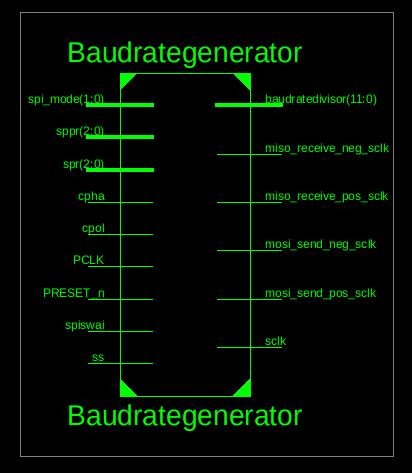 Baudrategenerator
spi_mode(1:0)
sppr(2:0)
spr(2:0)
cpha
cpol
PCLK
PRESET_n
spiswai
ss
baudratedivisor(11:0)
miso_receive_neg_sclk
miso_receive_pos_sclk
mosi_send_neg_sclk
mosi_send_pos_sclk
sclk
Baudrategenerator